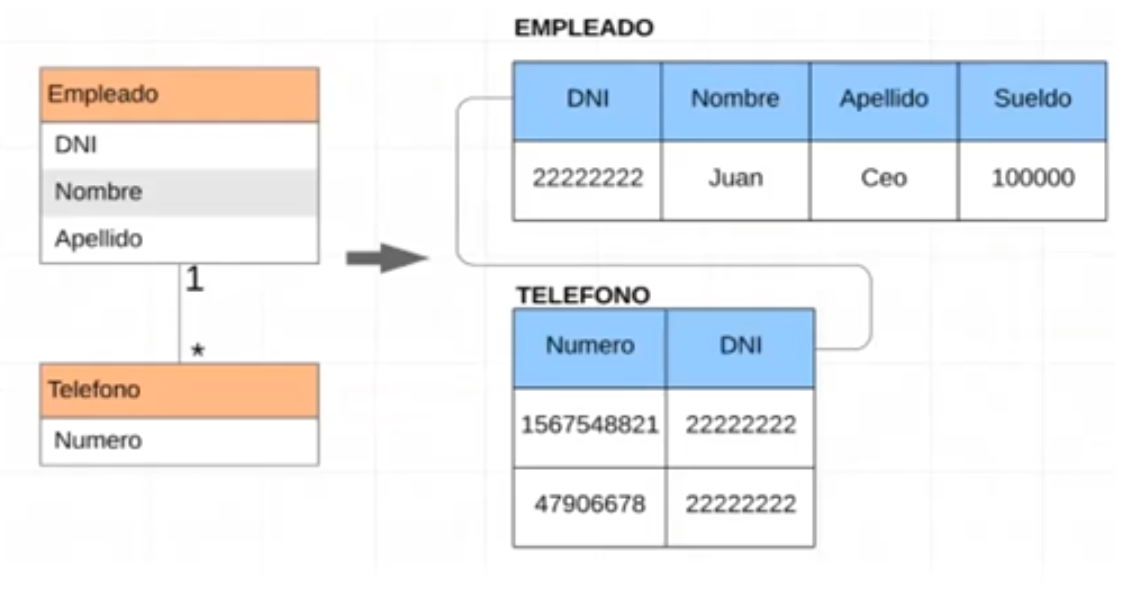 Empleado
DNI
Nombre
Apellido
1
*
Telefono
Numero
EMPLEADO
DNI Nombre Apellido Sueldo
22222222 Juan Ceo 100000
TELEFONO
Numero DNI
1567548821 22222222
47906678 22222222